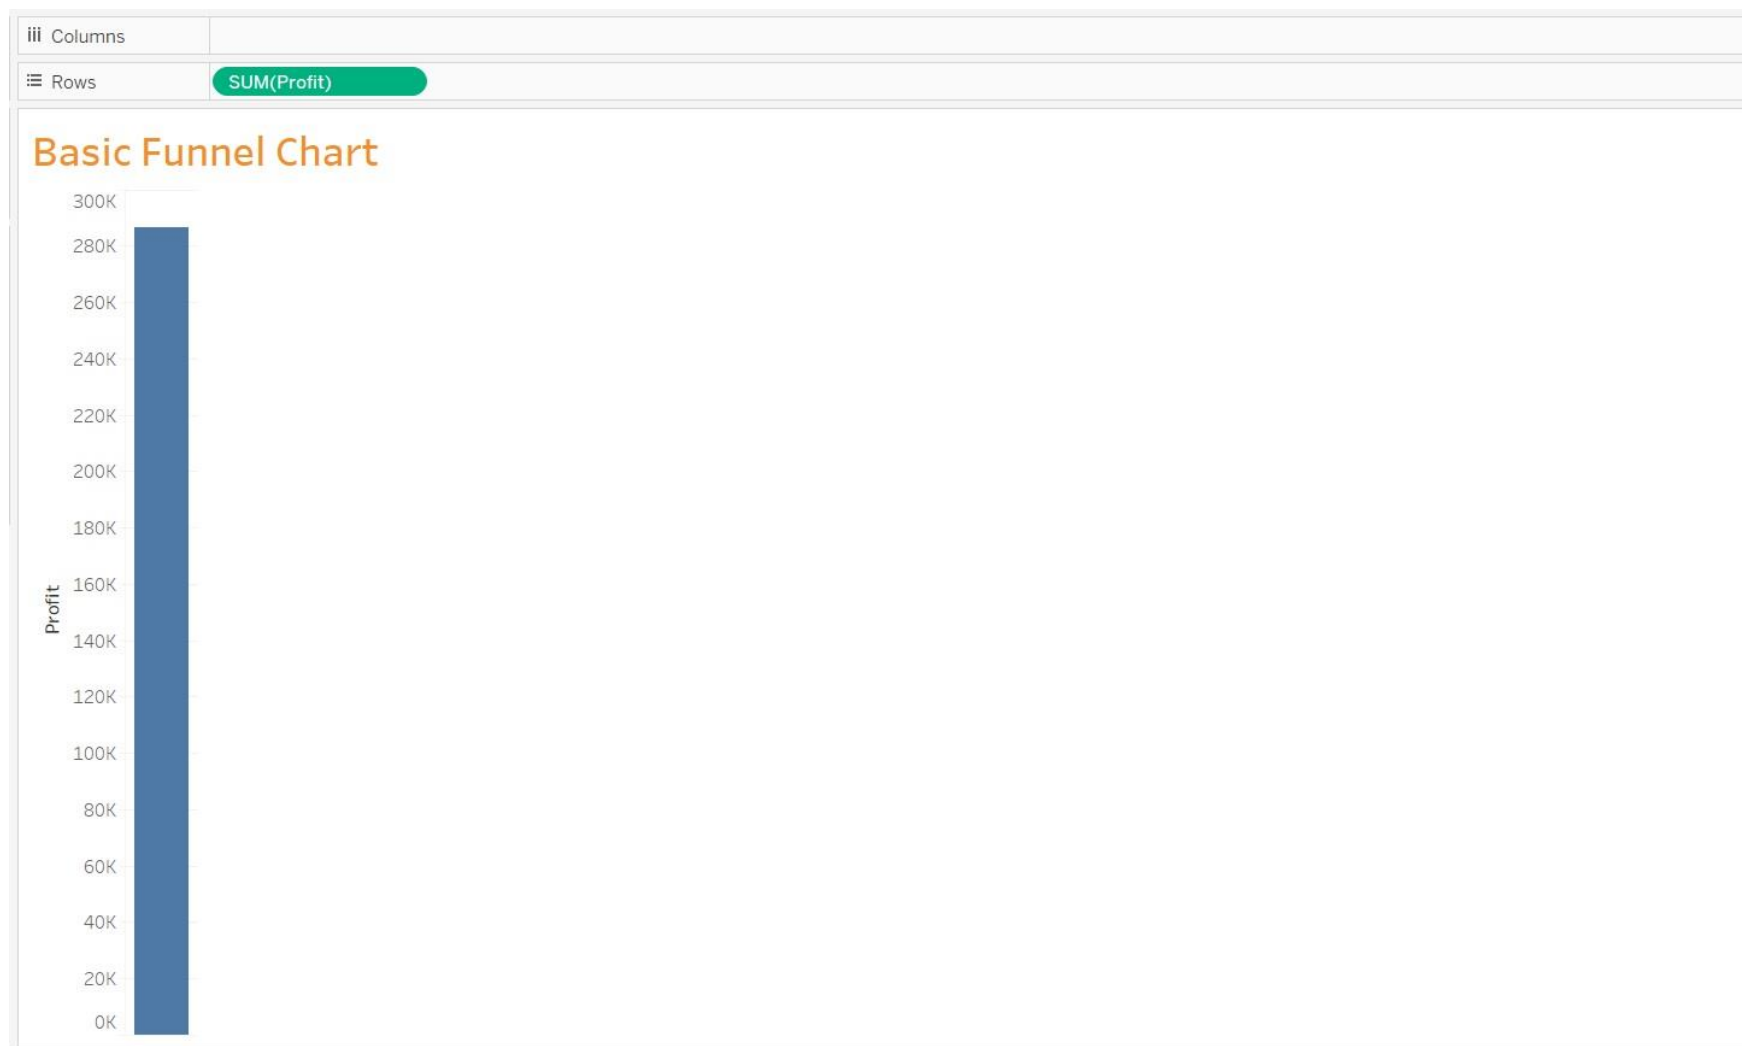 Columns
Rows SUM(Profit)
Basic Funnel Chart
300K
280K
260K
240K
220K
200K
180K
160K
Profit
140K
120K
100K
80K
60K
40K
20K
0K